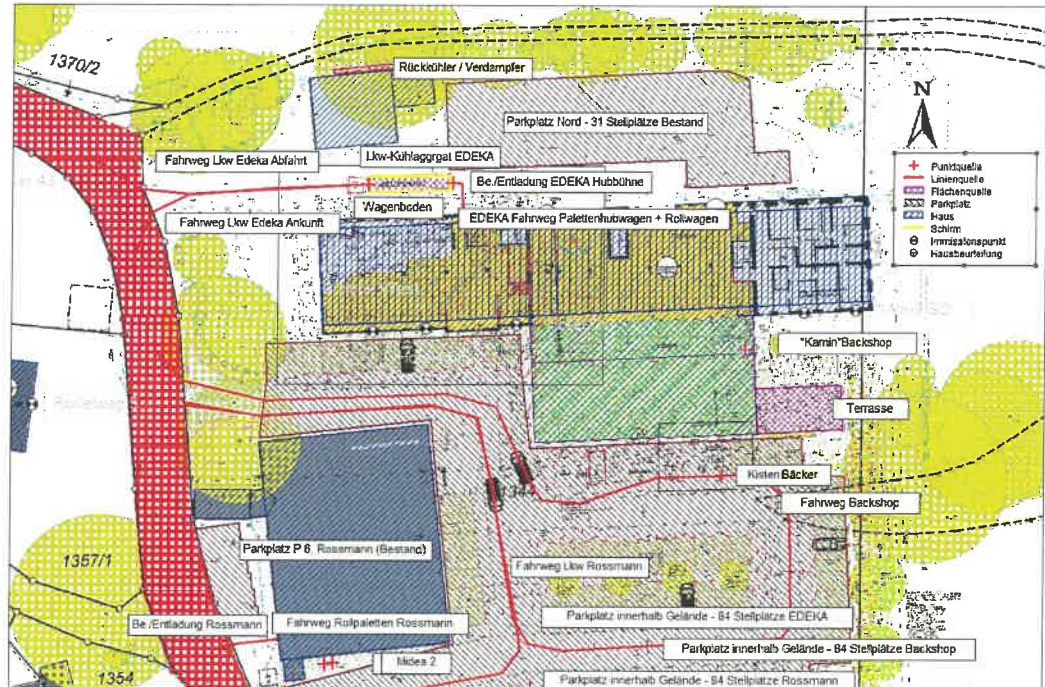 1370/2
Rückkühler / Verdampfer
Parkplatz Nord - 31 Stellplätze Bestand
N
Punktquelle
Linienquelle
Flächenquelle
Parkplatz
Haus
Schirm
Immissionspunkt
Hausbeurteilung
Fahrweg Lkw Edeka Abfahrt
Lkw-Kühlaggrgat EDEKA
Be./Entladung EDEKA Hubbühne
Wagenboden
Fahrweg Lkw Edeka Ankunft
EDEKA Fahrweg Palettenhubwagen + Rollwagen
"Kamin"Backshop
Terrasse
Kisten Bäcker
Fahrweg Backshop
Parkplatz P 6, Rossmann (Bestand)
1357/1
Fahrweg Lkw Rossmann
Be./Entladung Rossmann
Fahrweg Rollpaletten Rossmann
Parkplatz innerhalb Gelände - 84 Stellplätze EDEKA
Midea 2
Parkplatz innerhalb Gelände - 84 Stellplätze Backshop
1354
Parkplatz innerhalb Gelände - 84 Stellplätze Rossmann